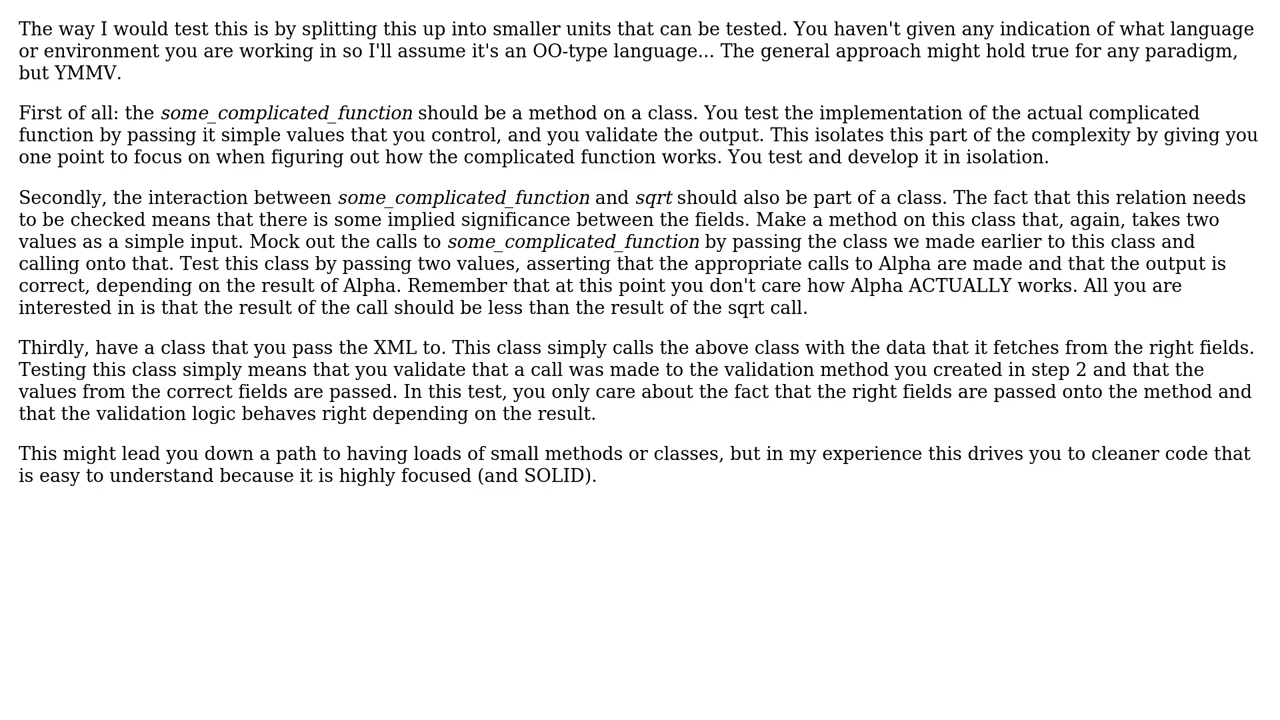 The way I would test this is by splitting this up into smaller units that can be tested. You haven't given any indication of what language
or environment you are working in so I'll assume it's an OO-type language... The general approach might hold true for any paradigm,
but YMMV.
First of all: the some_complicated_function should be a method on a class. You test the implementation of the actual complicated
function by passing it simple values that you control, and you validate the output. This isolates this part of the complexity by giving you
one point to focus on when figuring out how the complicated function works. You test and develop it in isolation.
Secondly, the interaction between some_complicated_function and sqrt should also be part of a class. The fact that this relation needs
to be checked means that there is some implied significance between the fields. Make a method on this class that, again, takes two
values as a simple input. Mock out the calls to some_complicated_function by passing the class we made earlier to this class and
calling onto that. Test this class by passing two values, asserting that the appropriate calls to Alpha are made and that the output is
correct, depending on the result of Alpha. Remember that at this point you don't care how Alpha ACTUALLY works. All you are
interested in is that the result of the call should be less than the result of the sqrt call.
Thirdly, have a class that you pass the XML to. This class simply calls the above class with the data that it fetches from the right fields.
Testing this class simply means that you validate that a call was made to the validation method you created in step 2 and that the
values from the correct fields are passed. In this test, you only care about the fact that the right fields are passed onto the method and
that the validation logic behaves right depending on the result.
This might lead you down a path to having loads of small methods or classes, but in my experience this drives you to cleaner code that
is easy to understand because it is highly focused (and SOLID).